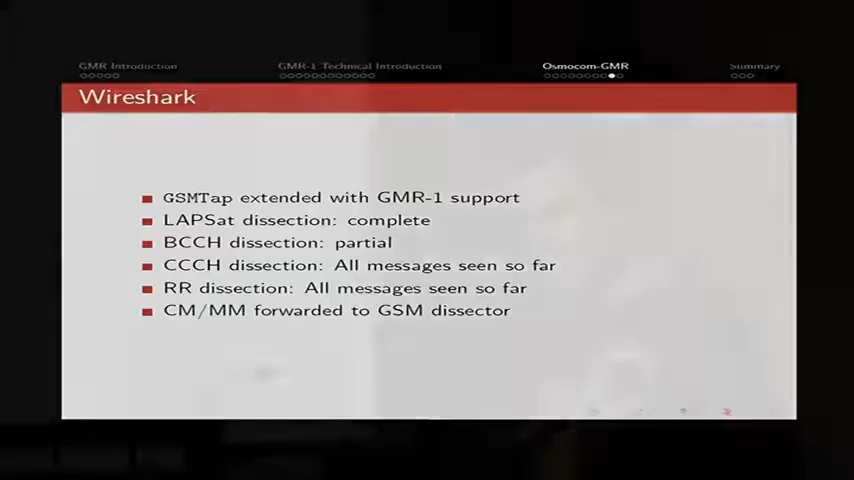 GMR Introduction
GMR-1 Technical Introduction
Osmocom-GMR
Summary
Wireshark
GSMTap extended with GMR-1 support
LAPSat dissection: complete
BCCH dissection: partial
CCCH dissection: All messages seen so far
RR dissection: All messages seen so far
CM/MM forwarded to GSM dissector